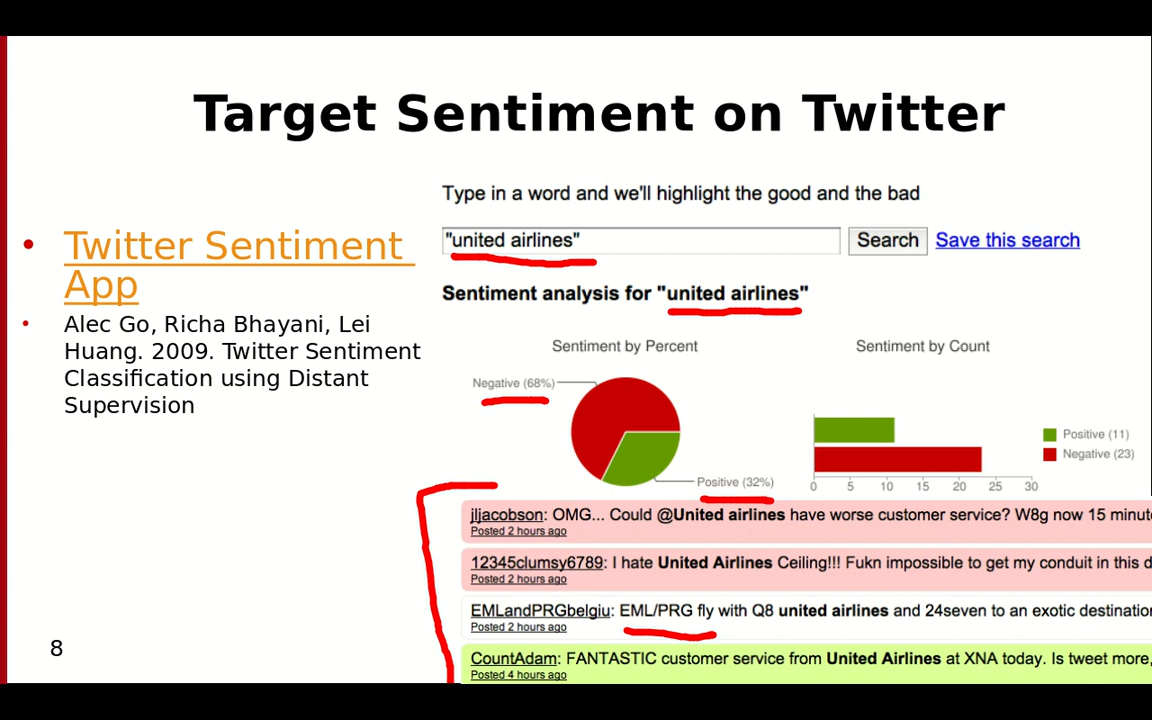 Target Sentiment on Twitter
• Twitter Sentiment
App
• Alec Go, Richa Bhayani, Lei
Huang. 2009. Twitter Sentiment
Classification using Distant
Supervision
8
Type in a word and we'll highlight the good and the bad
"united airlines" Search Save this search
Sentiment analysis for "united airlines"
Sentiment by Percent
Negative (68%)
Positive (32%)
Sentiment by Count
Positive (11)
Negative (23)
0 5 10 15 20 25 30
jljacobson: OMG... Could @United airlines have worse customer service? W8g now 15 minut
Posted 2 hours ago
12345clumsy6789: I hate United Airlines Ceiling!!! Fukn impossible to get my conduit in this d
Posted 2 hours ago
EMLandPRGbelgiu: EML/PRG fly with Q8 united airlines and 24seven to an exotic destinatio
Posted 2 hours ago
CountAdam: FANTASTIC customer service from United Airlines at XNA today. Is tweet more,
Posted 4 hours ago